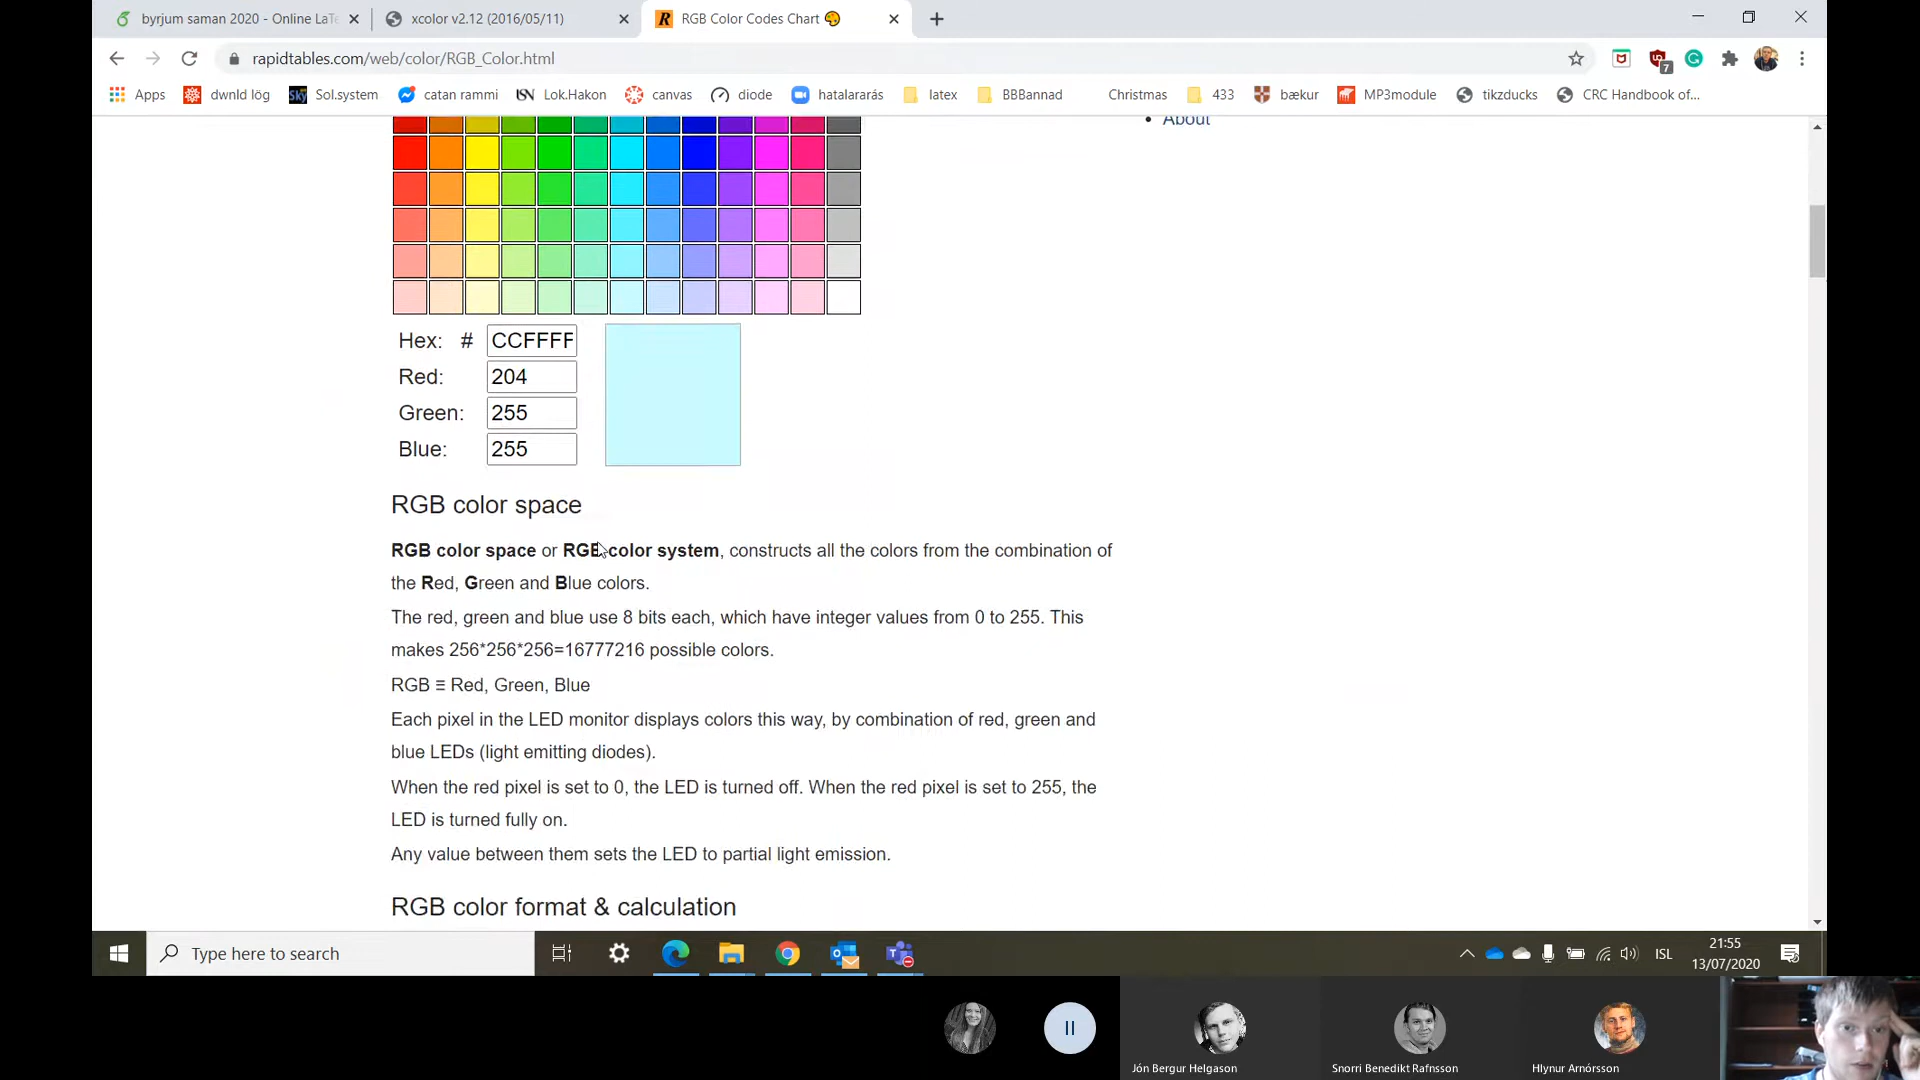 byrjum saman 2020 - Online LaTe
xcolor v2.12 (2016/05/11)
RGB Color Codes Chart
rapidtables.com/web/color/RGB_Color.html
7
Apps
dwnld lög
Sol.system
catan rammi
Lok.Hakon
canvas
diode
hatalararás
latex
BBBannad
Christmas
433
bækur
MP3module
tikzducks
CRC Handbook of...
About
Hex: # CCFFFF
Red: 204
Green: 255
Blue: 255
RGB color space
RGB color space or RGB color system, constructs all the colors from the combination of
the Red, Green and Blue colors.
The red, green and blue use 8 bits each, which have integer values from 0 to 255. This
makes 256*256*256=16777216 possible colors.
RGB ≡ Red, Green, Blue
Each pixel in the LED monitor displays colors this way, by combination of red, green and
blue LEDs (light emitting diodes).
When the red pixel is set to 0, the LED is turned off. When the red pixel is set to 255, the
LED is turned fully on.
Any value between them sets the LED to partial light emission.
RGB color format & calculation
Type here to search
ISL
21:55
13/07/2020
Jón Bergur Helgason
Snorri Benedikt Rafnsson
Hlynur Arnórsson